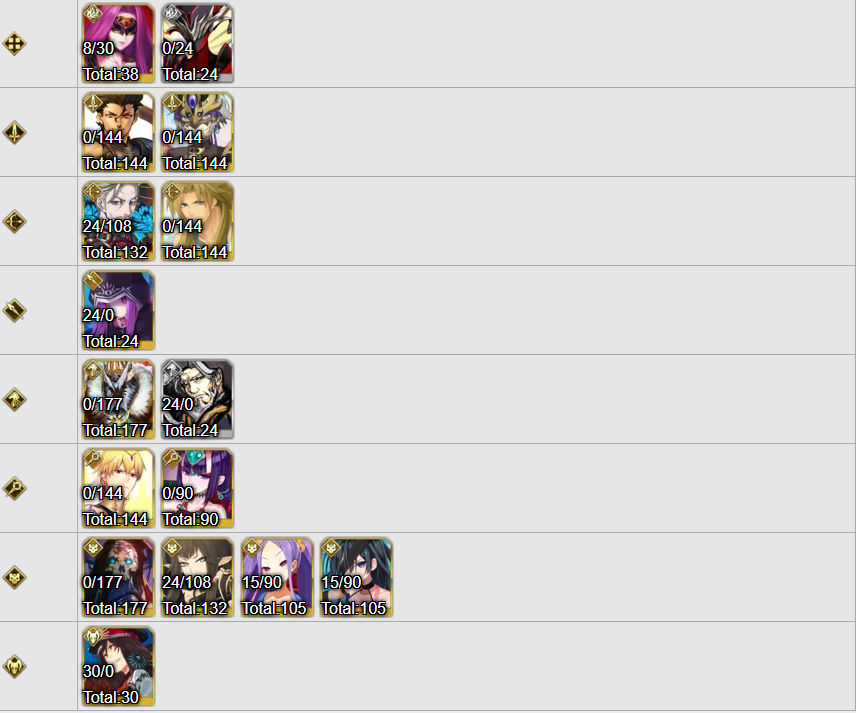 8/30 0/24
Total:38 Total:24
0/144 0/144
Total:144 Total:144
24/108 0/144
Total:132 Total:144
24/0
Total:24
0/177 24/0
Total:177 Total:24
0/144 0/90
Total:144 Total:90
0/177 24/108 15/90 15/90
Total:177 Total:132 Total:105 Total:105
30/0
Total:30